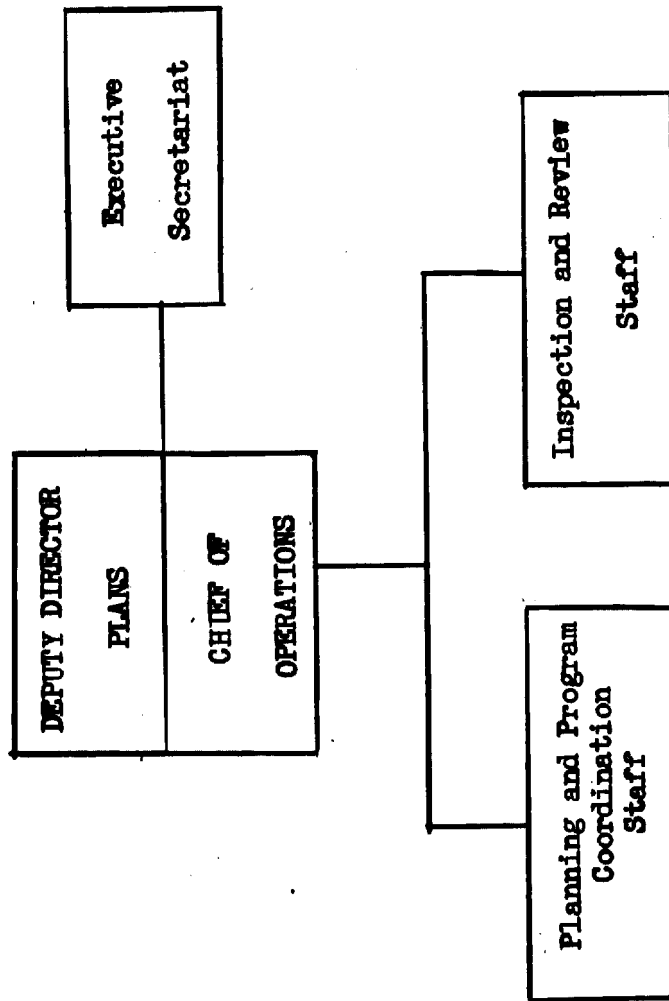 DEPUTY DIRECTOR
PLANS
CHIEF OF
OPERATIONS
Executive
Secretariat
Planning and Program
Coordination
Staff
Inspection and Review
Staff